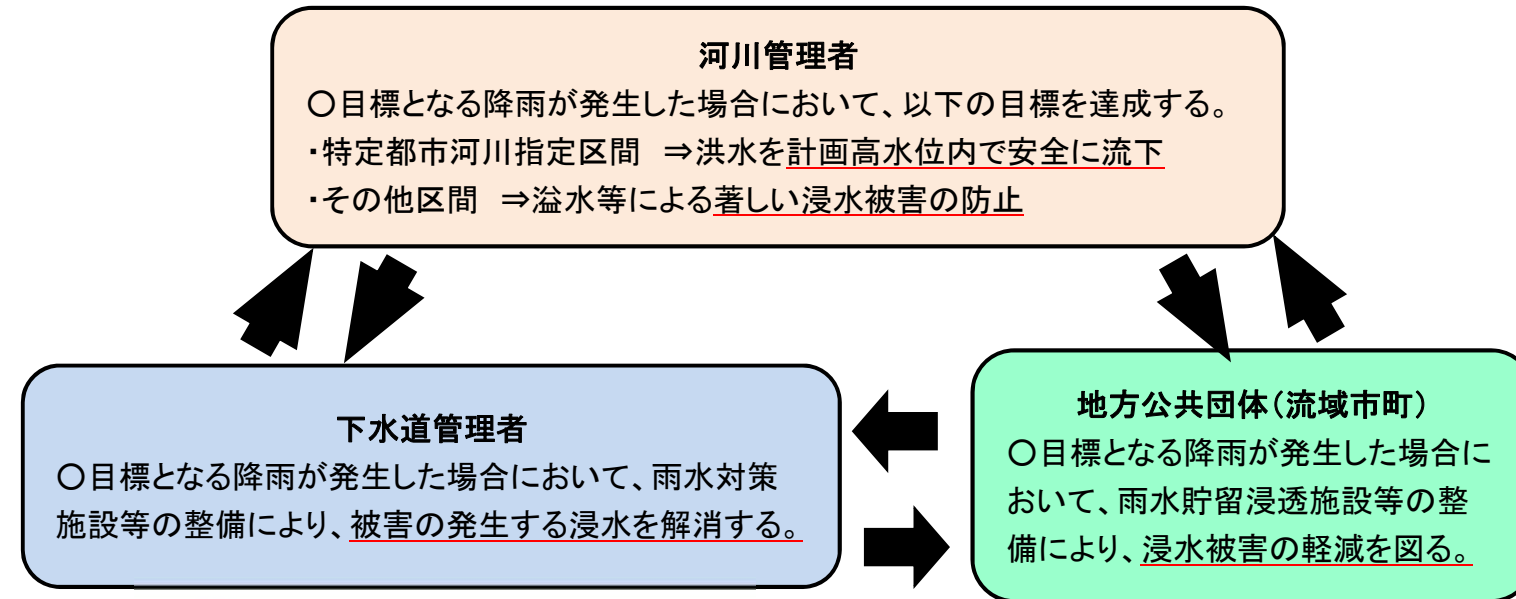 河川管理者
〇目標となる降雨が発生した場合において、以下の目標を達成する。
・特定都市河川指定区間　⇒洪水を計画高水位内で安全に流下
・その他区間　⇒溢水等による著しい浸水被害の防止
下水道管理者
〇目標となる降雨が発生した場合において、雨水対策
施設等の整備により、被害の発生する浸水を解消する。
地方公共団体（流域市町）
〇目標となる降雨が発生した場合に
おいて、雨水貯留浸透施設等の整
備により、浸水被害の軽減を図る。